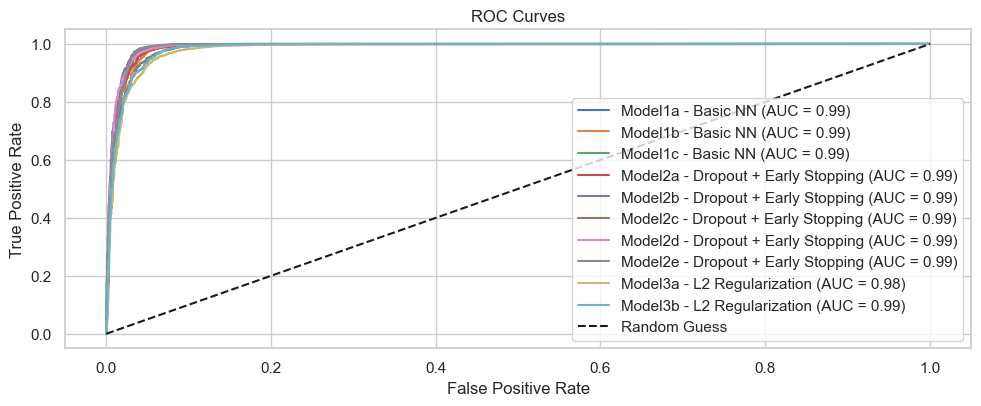 ROC Curves
True Positive Rate
1.0
0.8
0.6
0.4
0.2
0.0
Model1a - Basic NN (AUC = 0.99)
Model1b - Basic NN (AUC = 0.99)
Model1c - Basic NN (AUC = 0.99)
Model2a - Dropout + Early Stopping (AUC = 0.99)
Model2b - Dropout + Early Stopping (AUC = 0.99)
Model2c - Dropout + Early Stopping (AUC = 0.99)
Model2d - Dropout + Early Stopping (AUC = 0.99)
Model2e - Dropout + Early Stopping (AUC = 0.99)
Model3a - L2 Regularization (AUC = 0.98)
Model3b - L2 Regularization (AUC = 0.99)
Random Guess
0.0 0.2 0.4 0.6 0.8 1.0
False Positive Rate